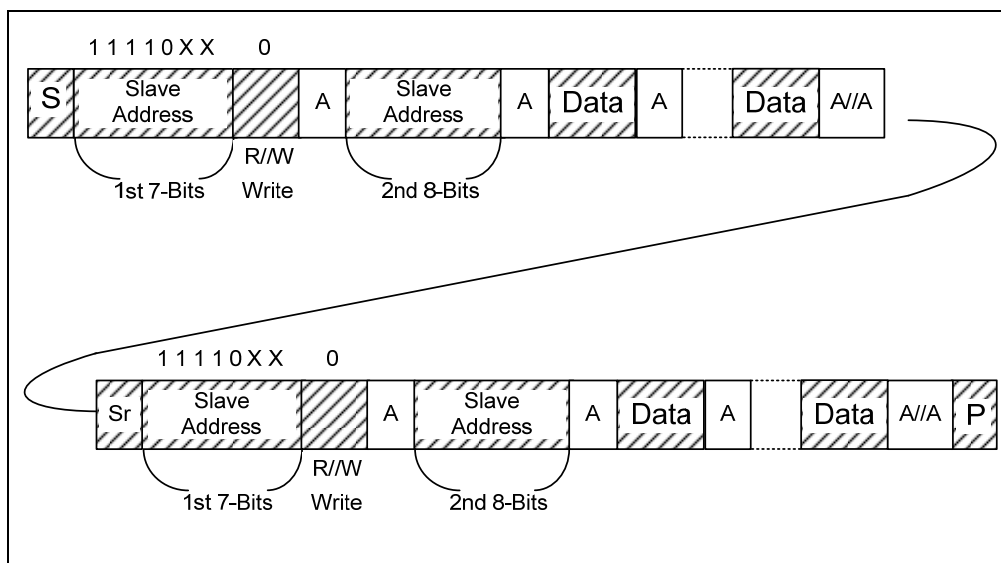 1 1 1 1 0 X X 0
S Slave Address A Slave Address A Data A Data A//A
R//W
1st 7-Bits Write 2nd 8-Bits
1 1 1 1 0 X X 0
Sr Slave Address A Slave Address A Data A Data A//A P
R//W
1st 7-Bits Write 2nd 8-Bits